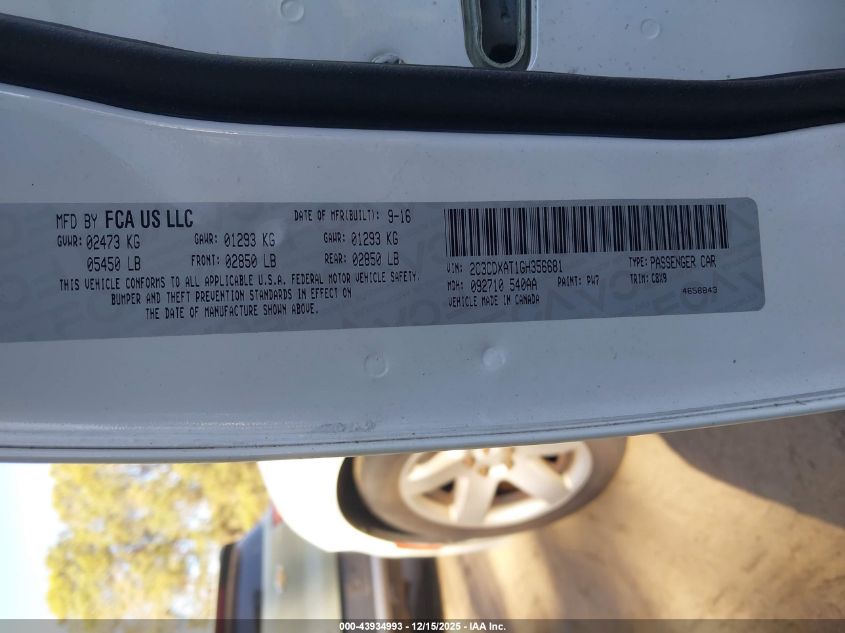 MFD BY FCA US LLC
DATE OF MFR(BUILT): 9-16
GVWR: 02473 KG
GAWR: 01293 KG
GAWR: 01293 KG
05450 LB
FRONT: 02850 LB
REAR: 02850 LB
THIS VEHICLE CONFORMS TO ALL APPLICABLE U.S.A. FEDERAL MOTOR VEHICLE SAFETY,
BUMPER AND THEFT PREVENTION STANDARDS IN EFFECT ON
THE DATE OF MANUFACTURE SHOWN ABOVE.
VIN: 2C3CDXAT1GH356681
TYPE: PASSENGER CAR
MDH: 092710 540AA
PAINT: PW7
TRIM: C8X9
VEHICLE MADE IN CANADA
4658843
000-43934993 - 12/15/2025 - IAA Inc.